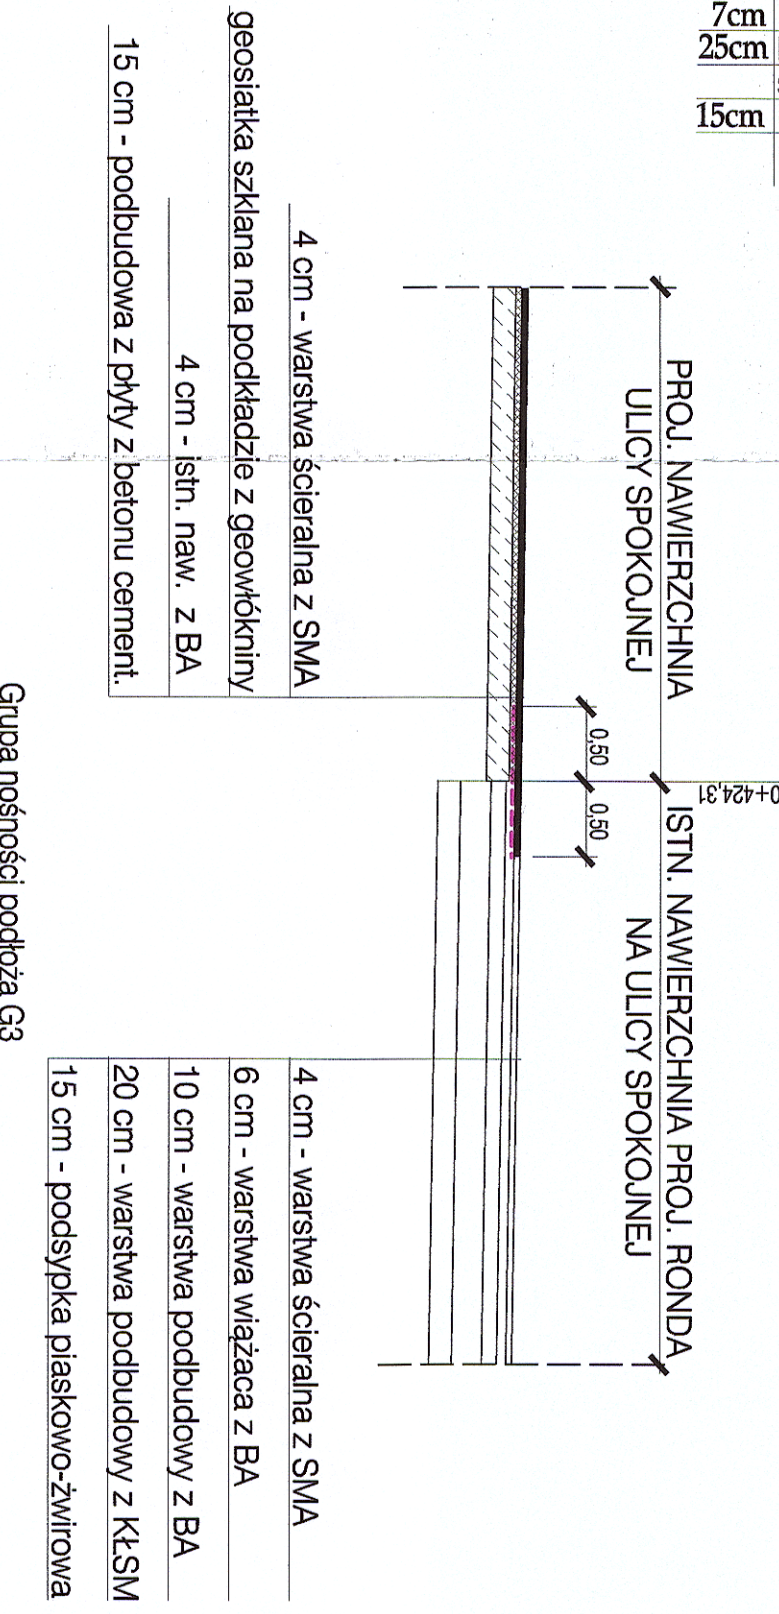 7cm
25cm
15cm
PROJ. NAWIERZCHNIA
ULICY SPOKOJNEJ
ISTN. NAWIERZCHNIA PROJ. RONDA
NA ULICY SPOKOJNEJ
0+424,31
0,50
0,50
4 cm - warstwa ścieralna z SMA
geosiatka szklana na podkładzie z geowłókniny
4 cm - istn. naw. z BA
15 cm - podbudowa z płyty z betonu cement.
4 cm - warstwa ścieralna z SMA
6 cm - warstwa wiążaca z BA
10 cm - warstwa podbudowy z BA
20 cm - warstwa podbudowy z KŁSM
15 cm - podsypka piaskowo-żwirowa
Grupa nośności podłoża G3